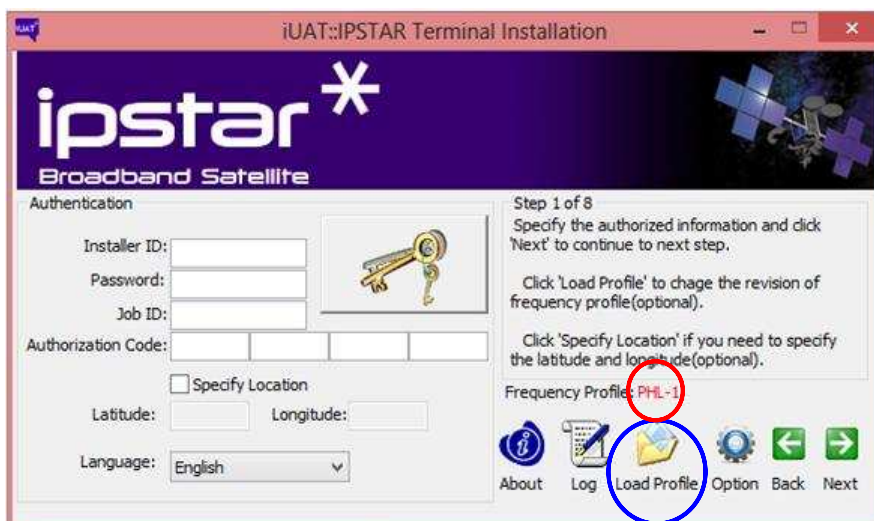 iUAT
iUAT::IPSTAR Terminal Installation
ipstar*
Broadband Satellite
Authentication
Installer ID:
Password:
Job ID:
Authorization Code:
Specify Location
Latitude:
Longitude:
Language:
English
Step 1 of 8
Specify the authorized information and click
'Next' to continue to next step.
Click 'Load Profile' to chage the revision of
frequency profile(optional).
Click 'Specify Location' if you need to specify
the latitude and longitude(optional).
Frequency Profile: PHL-1
About
Log
Load Profile
Option
Back
Next